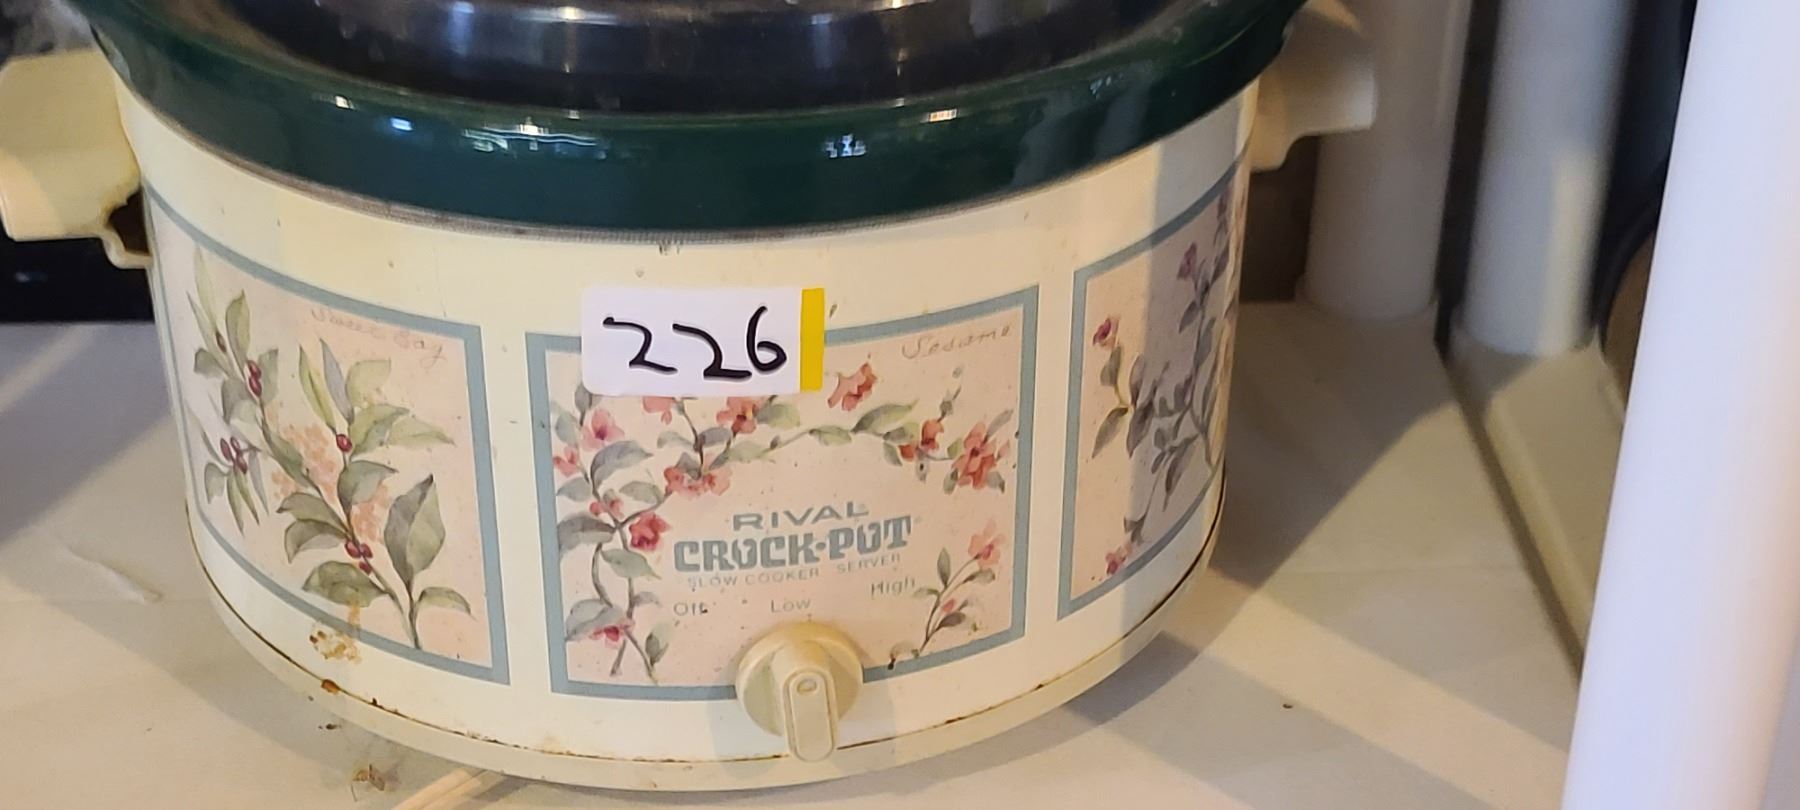 226
Sweet Bay
Sesame
RIVAL
CROCK·POT
SLOW COOKER SERVER
Off Low High